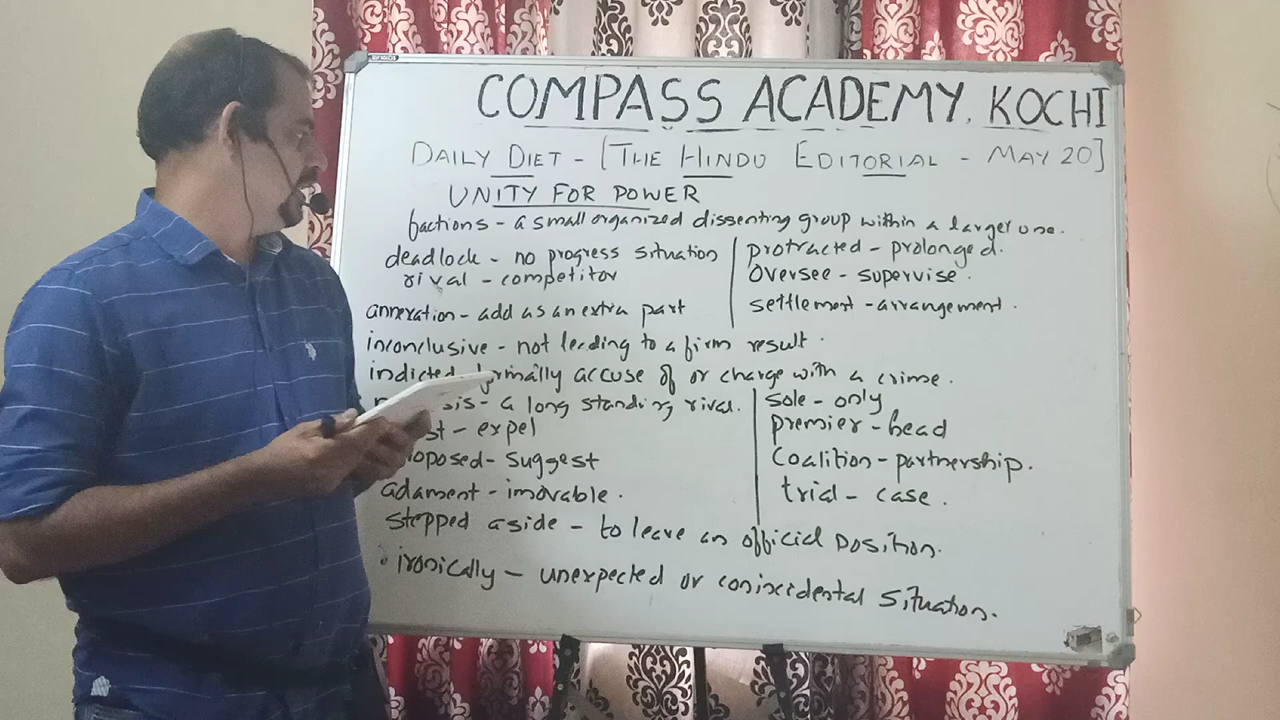 COMPASS ACADEMY, KOCHI
DAILY DIET - [THE HINDU EDITORIAL - MAY 20]
UNITY FOR POWER
factions - a small organized dissenting group within a larger one.
deadlock - no progress situation
rival - competitor
annexation - add as an extra part
protracted - prolonged.
oversee - supervise.
settlement - arrangement.
inconclusive - not leading to a firm result.
indicted formally accuse of or charge with a crime.
sis - a long standing rival.
st - expel
oposed - suggest
adament - imovable.
sole - only
premier - head
Coalition - partnership.
trial - case.
stepped aside - to leave an official position.
ironically - unexpected or conixcidental situation.